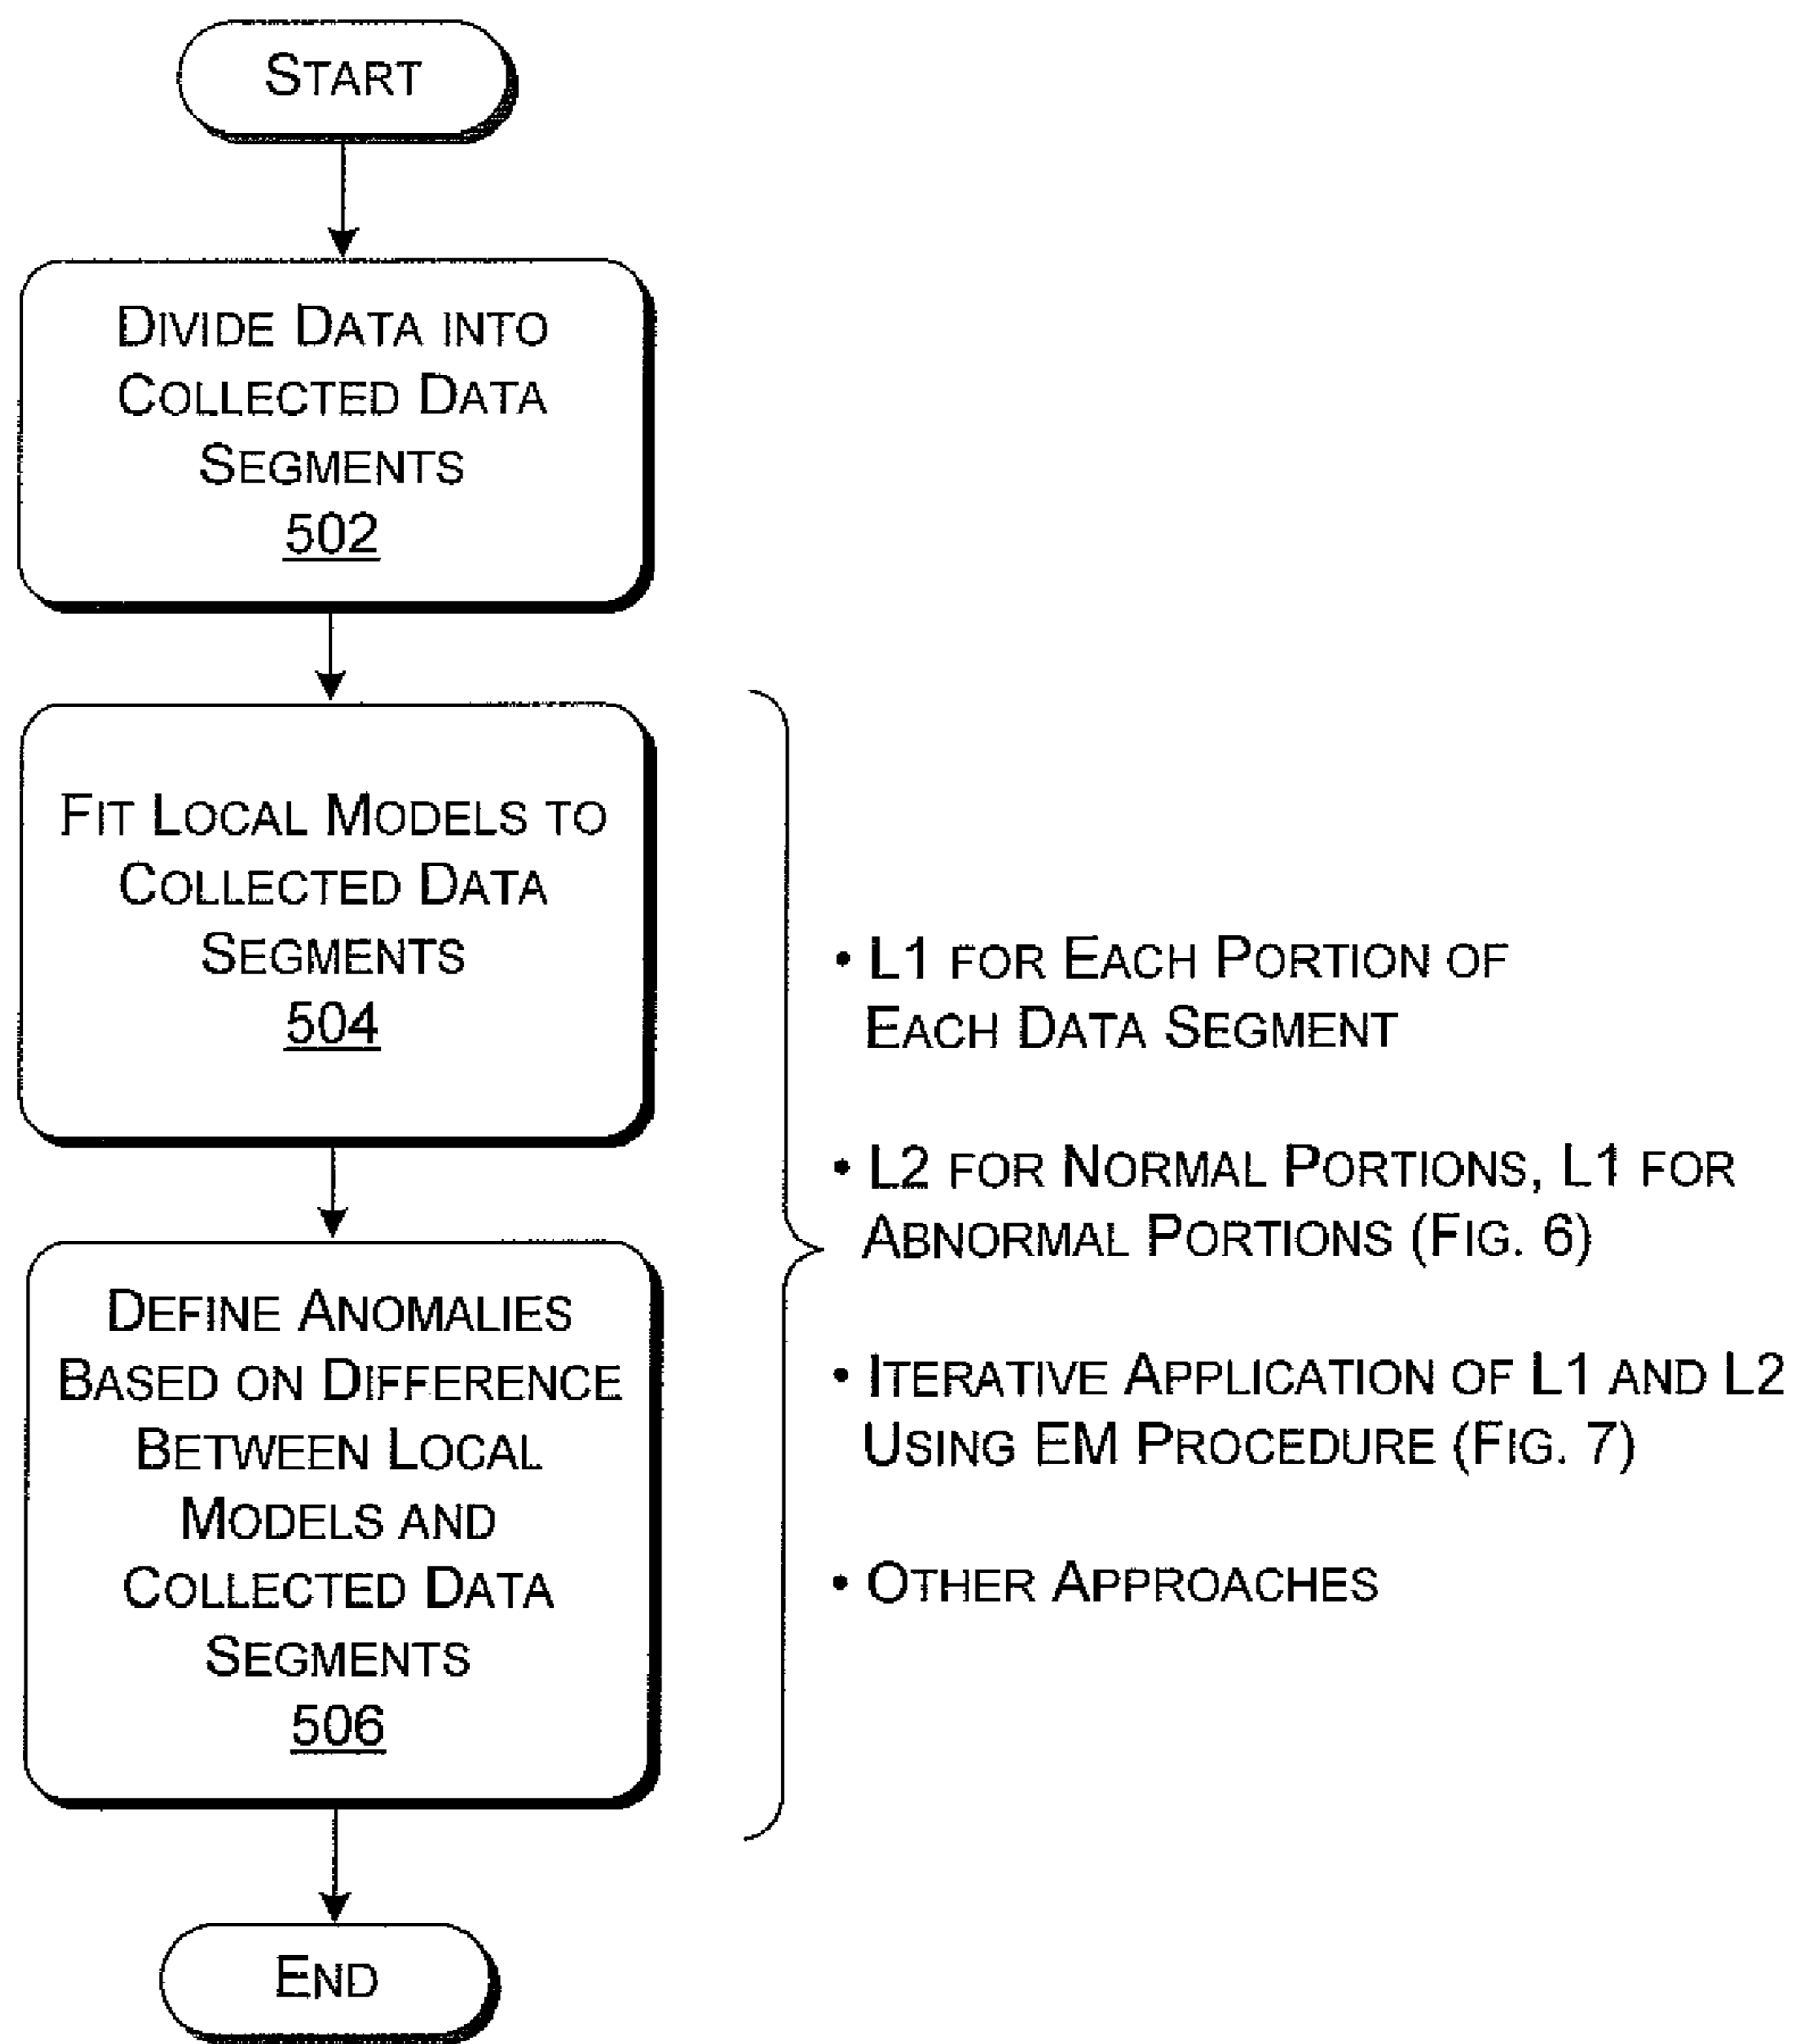 START
DIVIDE DATA INTO
COLLECTED DATA
SEGMENTS
502
FIT LOCAL MODELS TO
COLLECTED DATA
SEGMENTS
504
DEFINE ANOMALIES
BASED ON DIFFERENCE
BETWEEN LOCAL
MODELS AND
COLLECTED DATA
SEGMENTS
506
END
• L1 FOR EACH PORTION OF
EACH DATA SEGMENT
• L2 FOR NORMAL PORTIONS, L1 FOR
ABNORMAL PORTIONS (FIG. 6)
• ITERATIVE APPLICATION OF L1 AND L2
USING EM PROCEDURE (FIG. 7)
• OTHER APPROACHES